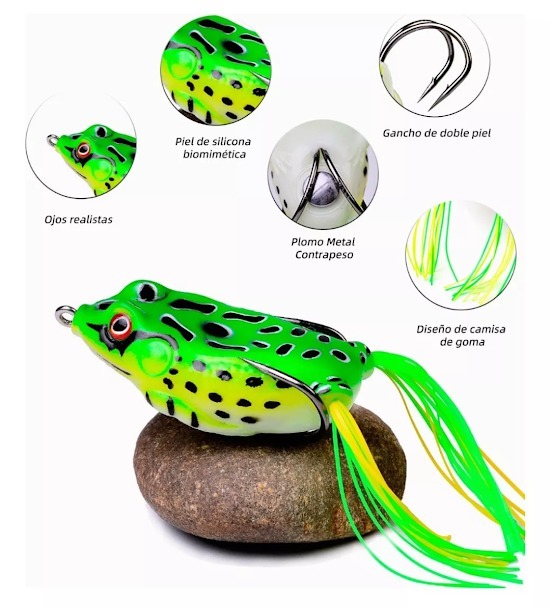 Piel de silicona
biomimética
Gancho de doble piel
Ojos realistas
Plomo Metal
Contrapeso
Diseño de camisa
de goma